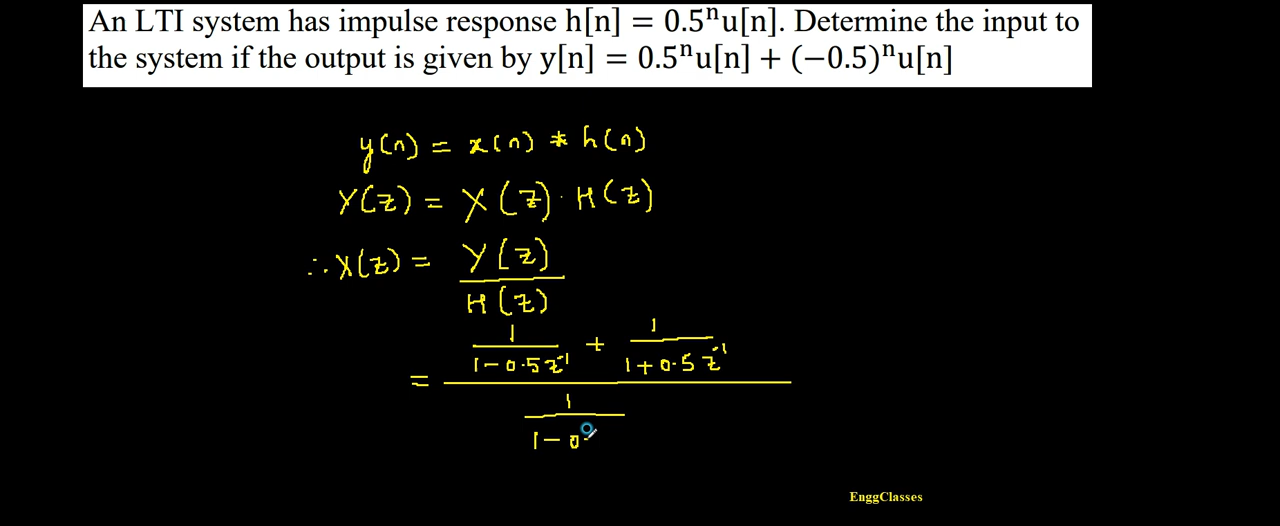 An LTI system has impulse response h[n] = 0.5ⁿu[n]. Determine the input to
the system if the output is given by y[n] = 0.5ⁿu[n] + (−0.5)ⁿu[n]
y(n) = x(n) * h(n)
Y(z) = X(z) · H(z)
∴ X(z) = Y(z)
H(z)
1 1
1 - 0.5z⁻¹ + 1 + 0.5z⁻¹
=
1
1 - 0
EnggClasses